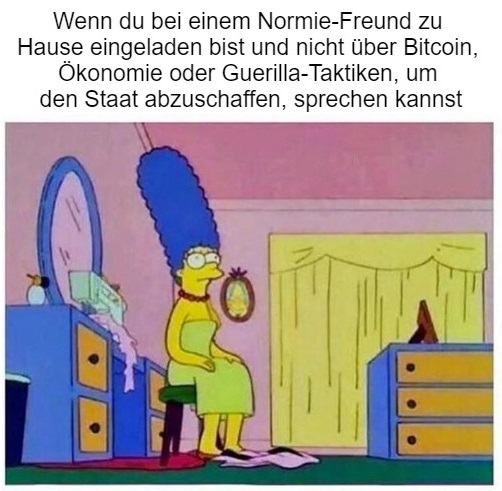 Wenn du bei einem Normie-Freund zu
Hause eingeladen bist und nicht über Bitcoin,
Ökonomie oder Guerilla-Taktiken, um
den Staat abzuschaffen, sprechen kannst